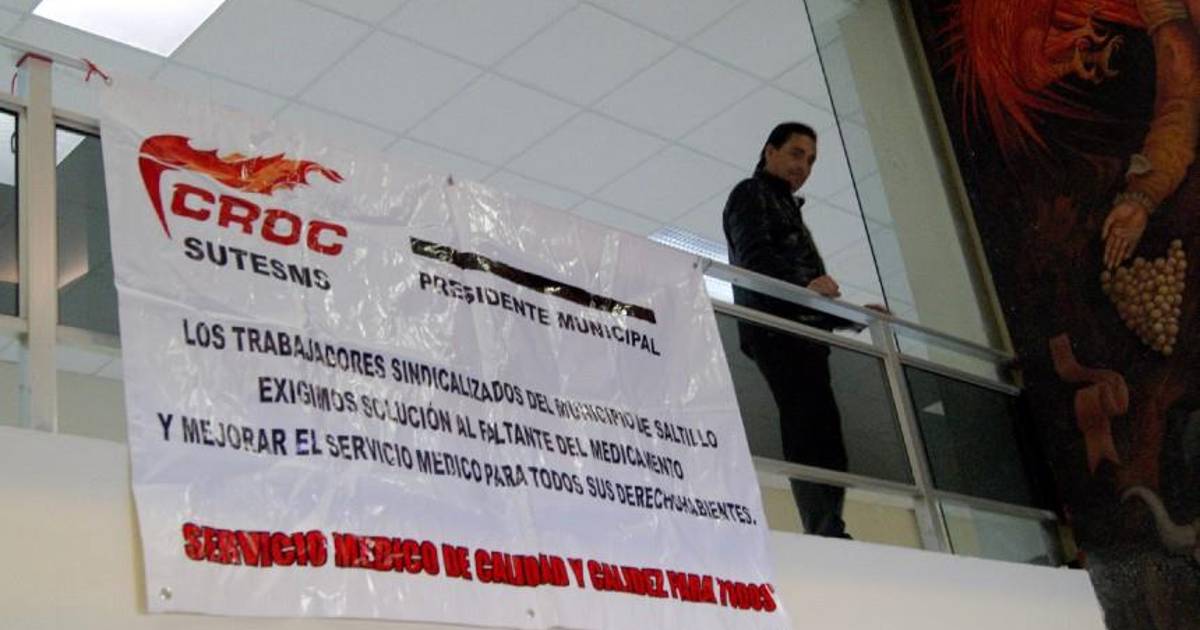 CROC
SUTESMS
PRESIDENTE MUNICIPAL
LOS TRABAJADORES SINDICALIZADOS DEL MUNICIPIO DE SALTILLO
EXIGIMOS SOLUCIÓN AL FALTANTE DEL MEDICAMENTO
Y MEJORAR EL SERVICIO MEDICO PARA TODOS SUS DERECHOHABIENTES.
SERVICIO MEDICO DE CALIDAD Y CALIDEZ PARA TODOS